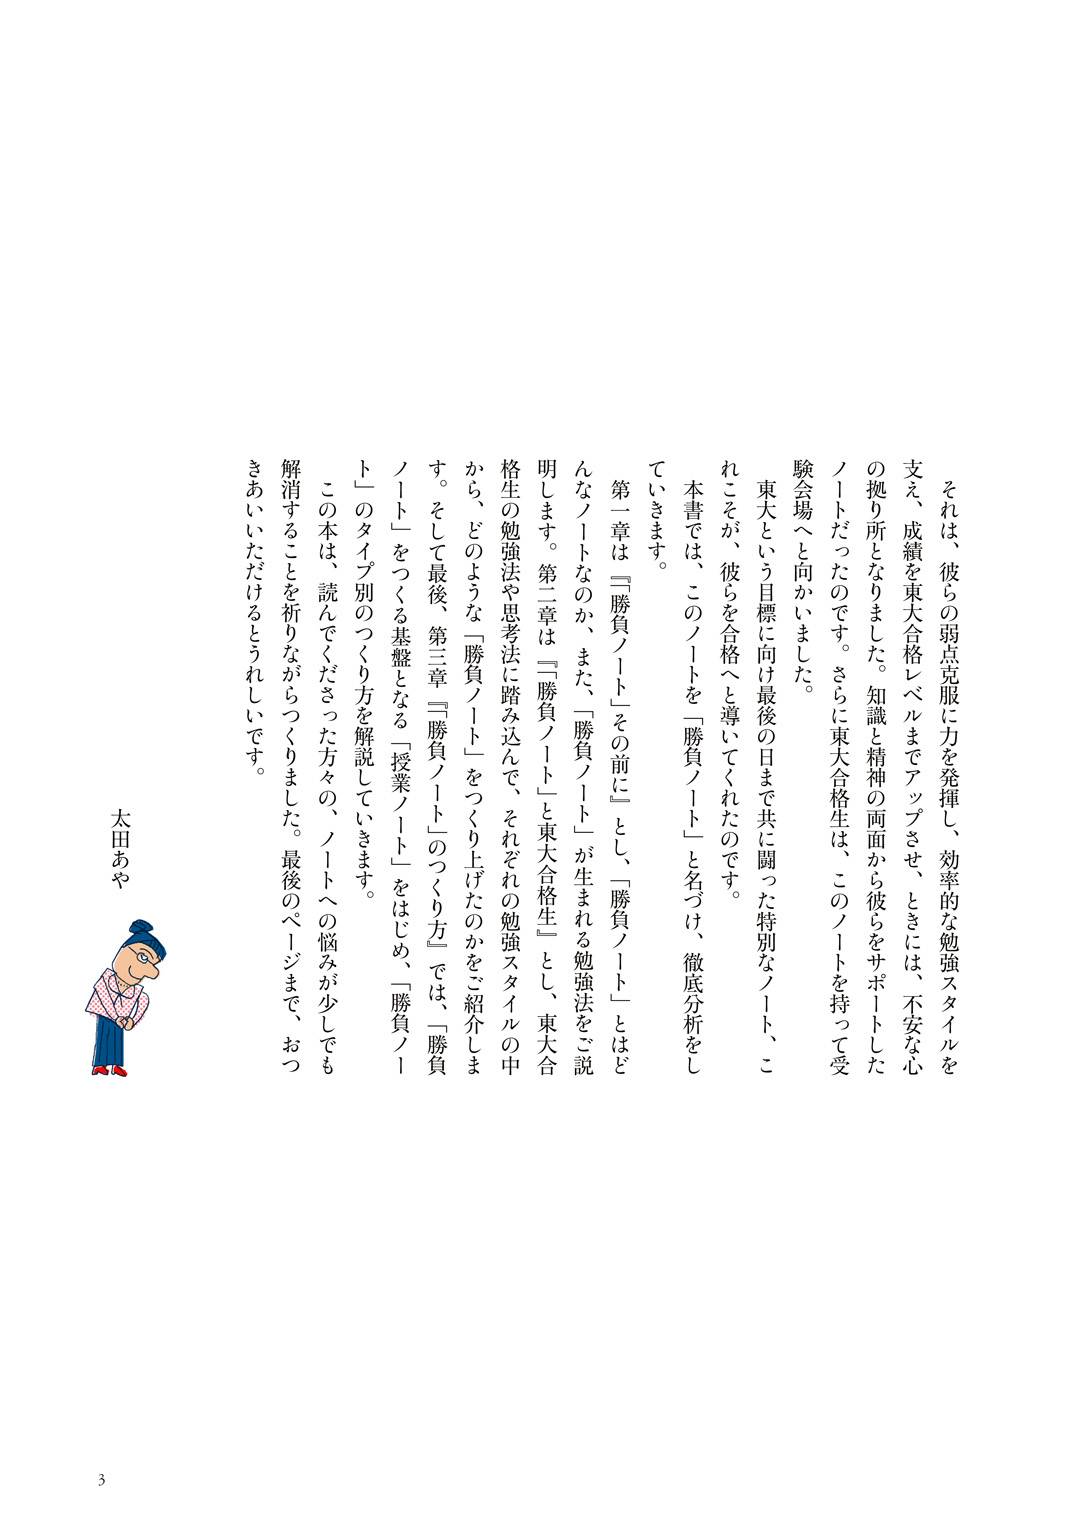 それは、彼らの弱点克服に力を発揮し、効率的な勉強スタイルを
支え、成績を東大合格レベルまでアップさせ、ときには、不安な心
の拠り所となりました。知識と精神の両面から彼らをサポートした
ノートだったのです。さらに東大合格生は、このノートを持って受
験会場へと向かいました。
東大という目標に向け最後の日まで共に闘った特別なノート、こ
れこそが、彼らを合格へと導いてくれたのです。
本書では、このノートを「勝負ノート」と名づけ、徹底分析をし
ていきます。
第一章は『「勝負ノート」その前に』とし、「勝負ノート」とはど
んなノートなのか、また、「勝負ノート」が生まれる勉強法をご説
明します。第二章は『「勝負ノート」と東大合格生』とし、東大合
格生の勉強法や思考法に踏み込んで、それぞれの勉強スタイルの中
から、どのような「勝負ノート」をつくり上げたのかをご紹介しま
す。そして最後、第三章『「勝負ノート」のつくり方』では、「勝負
ノート」をつくる基盤となる「授業ノート」をはじめ、「勝負ノー
ト」のタイプ別のつくり方を解説していきます。
この本は、読んでくださった方々の、ノートへの悩みが少しでも
解消することを祈りながらつくりました。最後のページまで、おつ
きあいいただけるとうれしいです。
太田あや
3